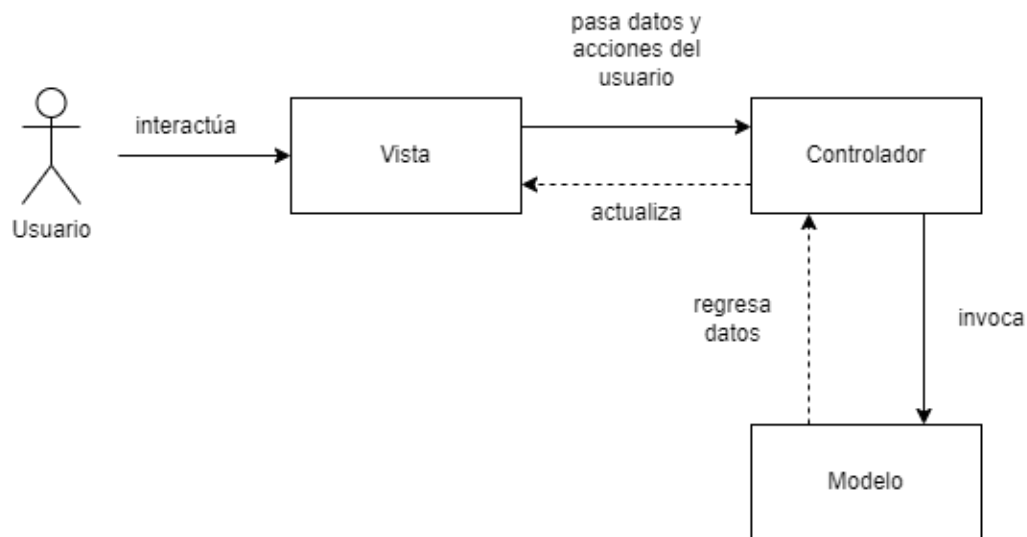 pasa datos y
acciones del
usuario
interactúa
Vista
Controlador
Usuario
actualiza
regresa
datos
invoca
Modelo